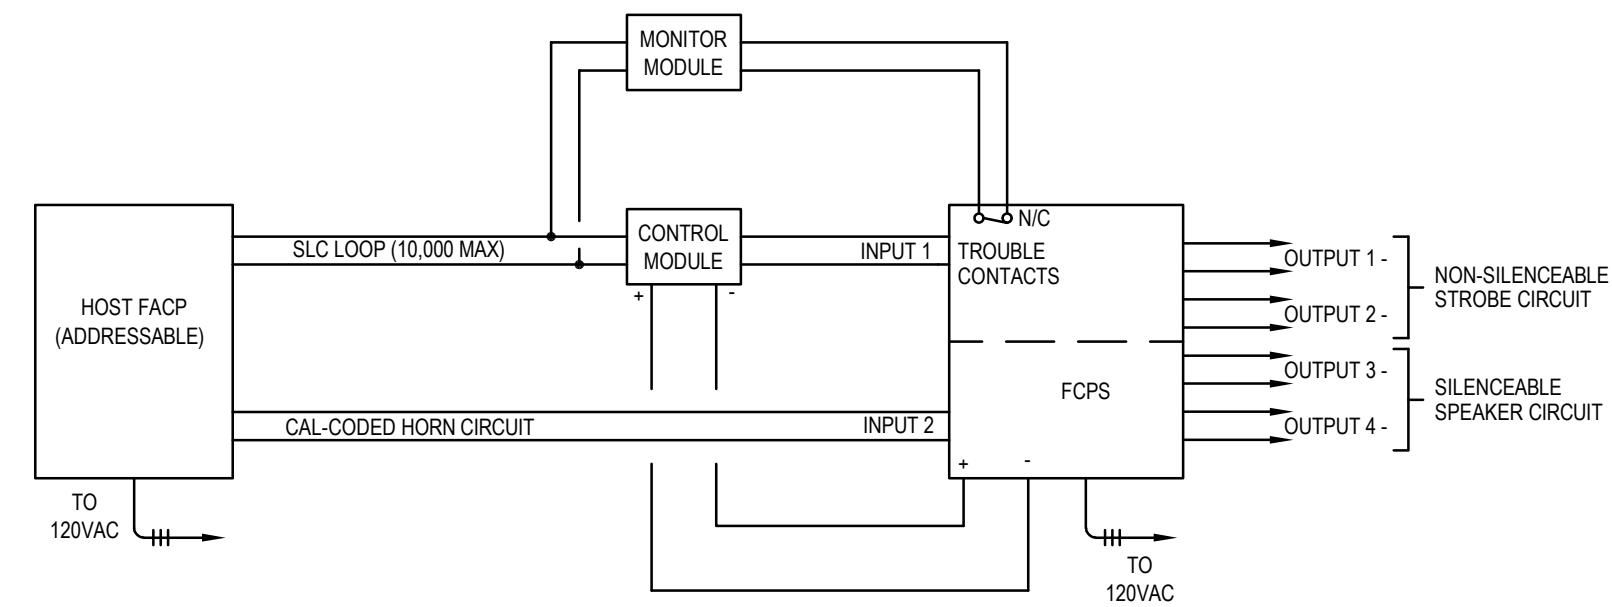 MONITOR
MODULE
N/C
SLC LOOP (10,000 MAX)
CONTROL
MODULE
+
-
INPUT 1
TROUBLE
CONTACTS
OUTPUT 1 -
OUTPUT 2 -
NON-SILENCEABLE
STROBE CIRCUIT
HOST FACP
(ADDRESSABLE)
FCPS
OUTPUT 3 -
OUTPUT 4 -
SILENCEABLE
SPEAKER CIRCUIT
CAL-CODED HORN CIRCUIT
INPUT 2
+
-
TO
120VAC
TO
120VAC